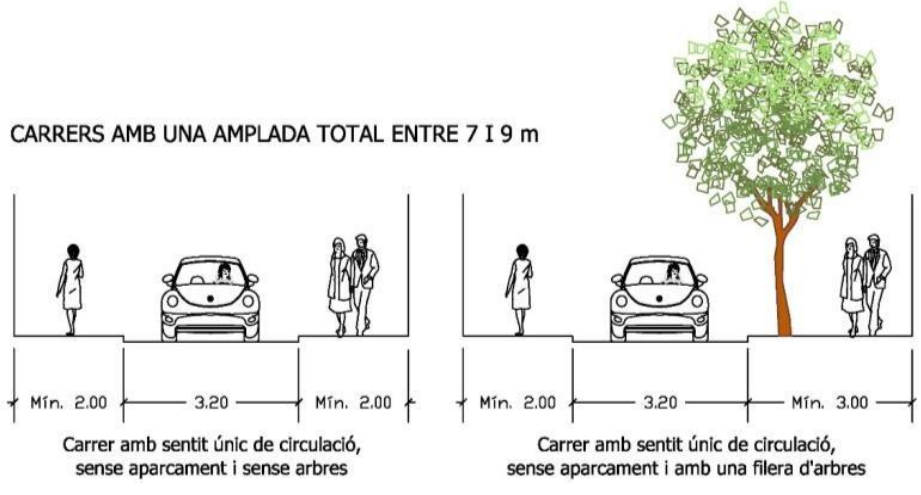 CARRERS AMB UNA AMPLADA TOTAL ENTRE 7 I 9 m
Mín. 2.00
3.20
Mín. 2.00
Carrer amb sentit únic de circulació,
sense aparcament i sense arbres
Mín. 2.00
3.20
Mín. 3.00
Carrer amb sentit únic de circulació,
sense aparcament i amb una filera d'arbres